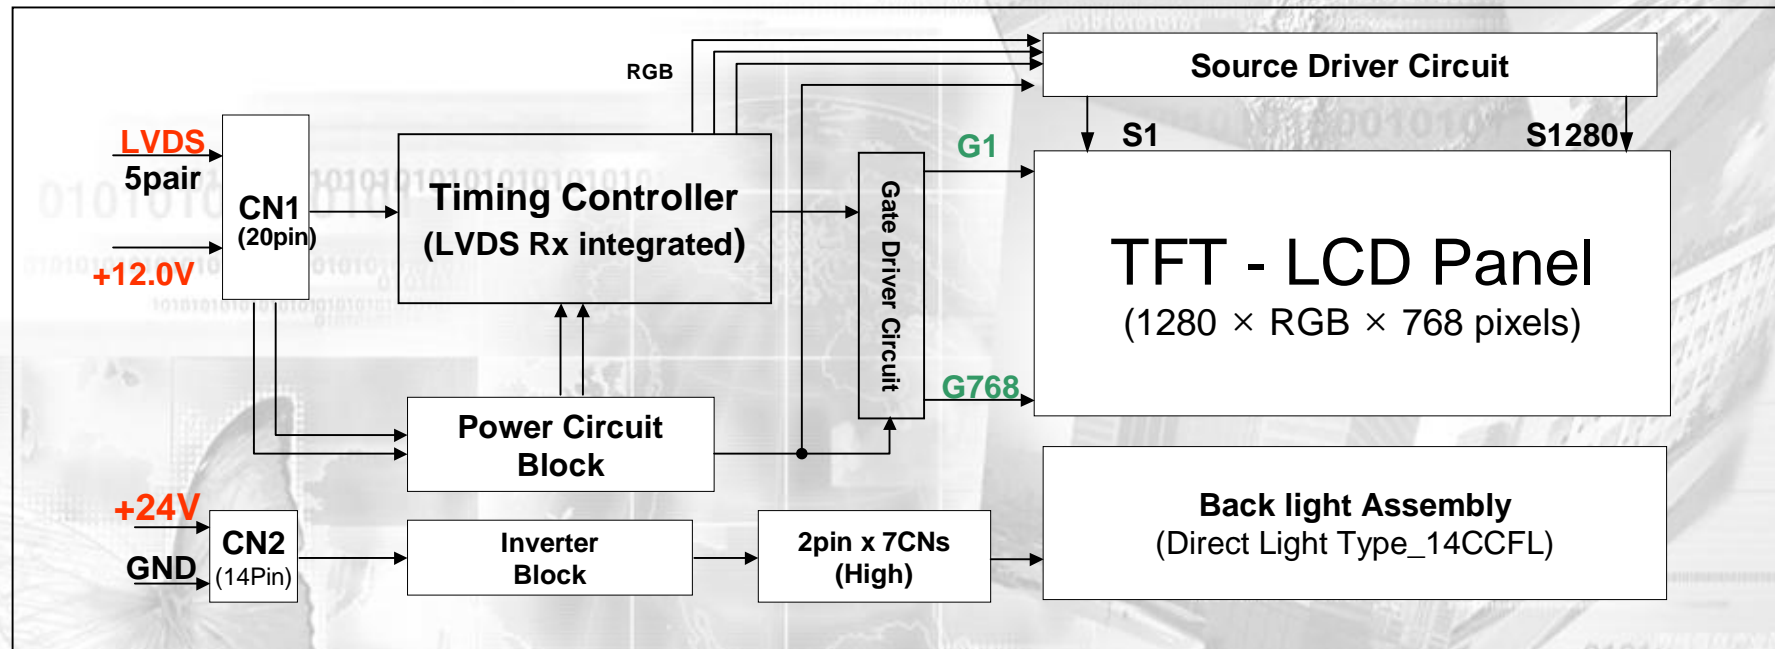 RGB
Source Driver Circuit
LVDS
5pair
CN1
(20pin)
+12.0V
Timing Controller
(LVDS Rx integrated)
Gate Driver Circuit
G1
G768
S1
S1280
TFT - LCD Panel
(1280 × RGB × 768 pixels)
Power Circuit
Block
+24V
GND
CN2
(14Pin)
Inverter
Block
2pin x 7CNs
(High)
Back light Assembly
(Direct Light Type_14CCFL)